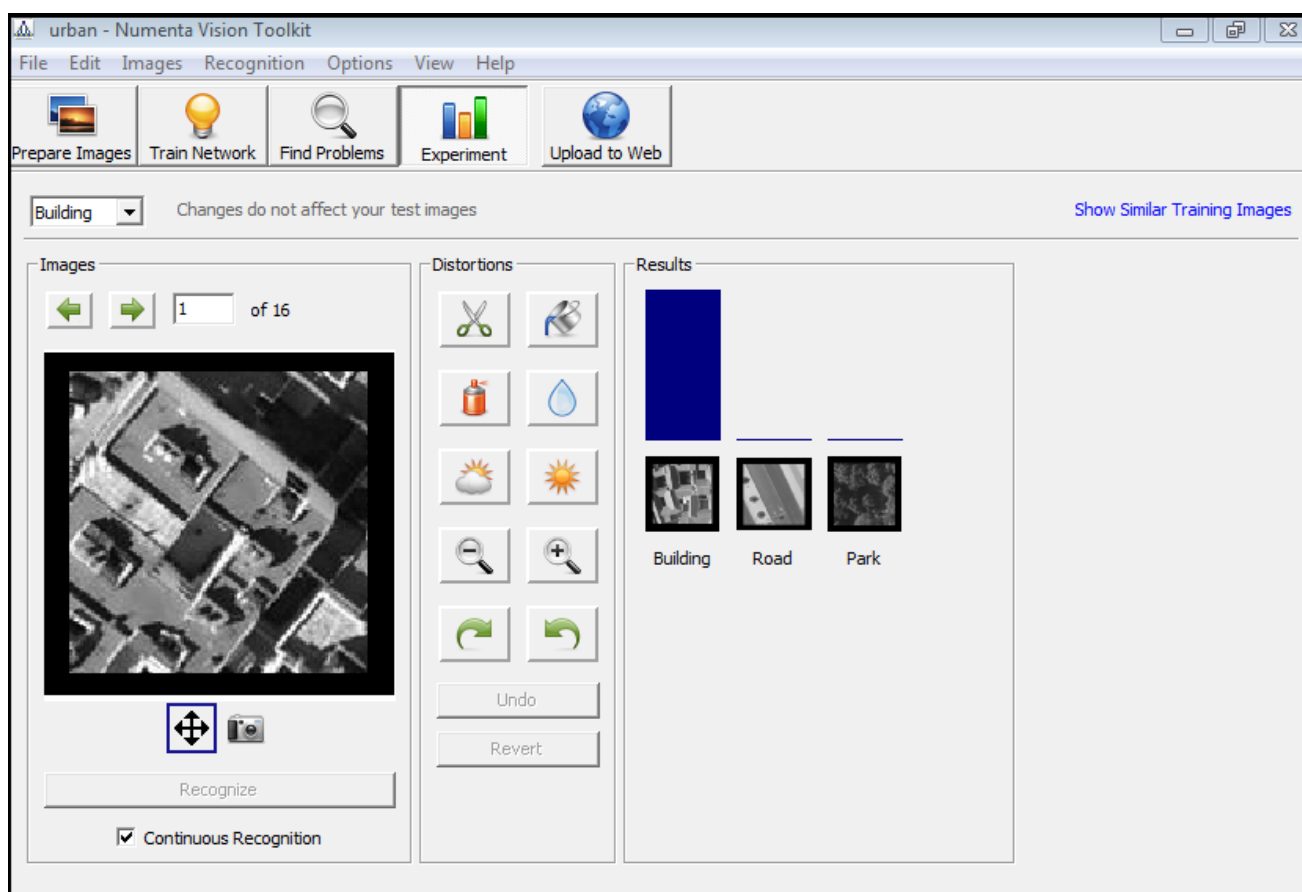 urban - Numenta Vision Toolkit
File Edit Images Recognition Options View Help
Prepare Images Train Network Find Problems Experiment Upload to Web
Building Changes do not affect your test images Show Similar Training Images
Images Distortions Results
1 of 16
Building Road Park
Undo
Revert
Recognize
Continuous Recognition